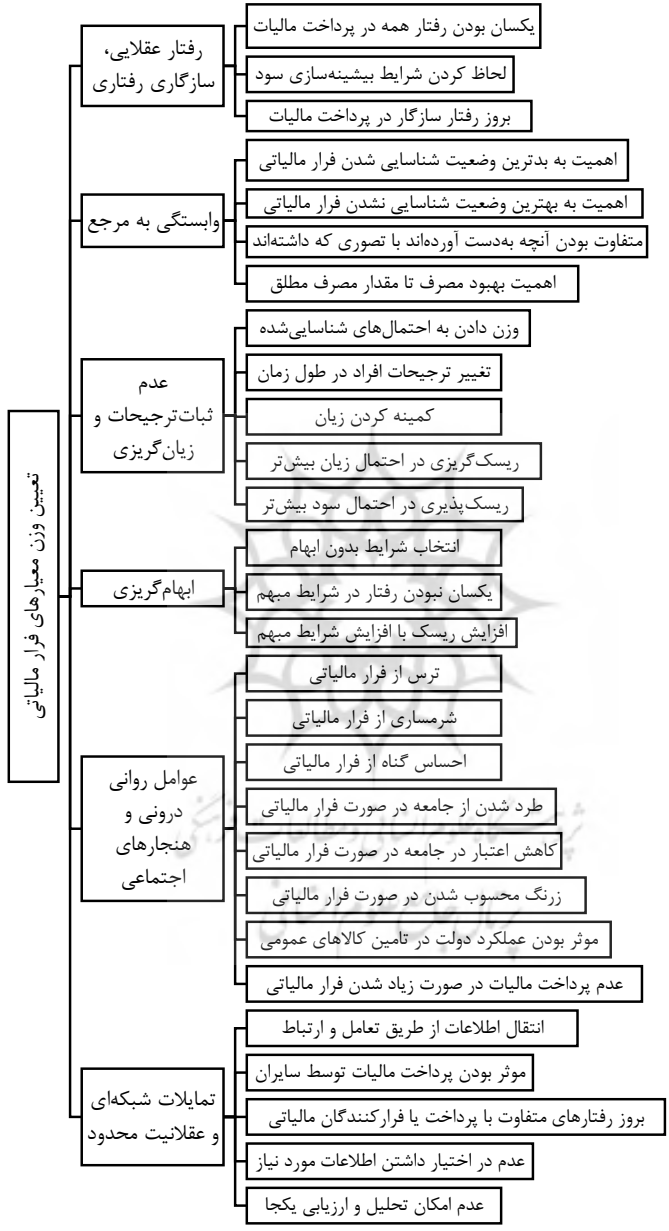 تعیین وزن معیارهای فرار مالیاتی
رفتار عقلایی،
سازگاری رفتاری
یکسان بودن رفتار همه در پرداخت مالیات
لحاظ کردن شرایط بیشینه‌سازی سود
بروز رفتار سازگار در پرداخت مالیات
وابستگی به مرجع
اهمیت به بدترین وضعیت شناسایی شدن فرار مالیاتی
اهمیت به بهترین وضعیت شناسایی نشدن فرار مالیاتی
متفاوت بودن آنچه به‌دست آورده‌اند با تصوری که داشته‌اند
اهمیت بهبود مصرف تا مقدار مصرف مطلق
عدم
ثبات‌ترجیحات و
زیان‌گریزی
وزن دادن به احتمال‌های شناسایی‌شده
تغییر ترجیحات افراد در طول زمان
کمینه کردن زیان
ریسک‌گریزی در احتمال زیان بیش‌تر
ریسک‌پذیری در احتمال سود بیش‌تر
ابهام‌گریزی
انتخاب شرایط بدون ابهام
یکسان نبودن رفتار در شرایط مبهم
افزایش ریسک با افزایش شرایط مبهم
عوامل روانی
درونی و
هنجارهای
اجتماعی
ترس از فرار مالیاتی
شرمساری از فرار مالیاتی
احساس گناه از فرار مالیاتی
طرد شدن از جامعه در صورت فرار مالیاتی
کاهش اعتبار در جامعه در صورت فرار مالیاتی
زرنگ محسوب شدن در صورت فرار مالیاتی
موثر بودن عملکرد دولت در تامین کالاهای عمومی
عدم پرداخت مالیات در صورت زیاد شدن فرار مالیاتی
تمایلات شبکه‌ای
و عقلانیت محدود
انتقال اطلاعات از طریق تعامل و ارتباط
موثر بودن پرداخت مالیات توسط سایران
بروز رفتارهای متفاوت با پرداخت یا فرارکنندگان مالیاتی
عدم در اختیار داشتن اطلاعات مورد نیاز
عدم امکان تحلیل و ارزیابی یکجا
پرتال جامع علوم انسانی